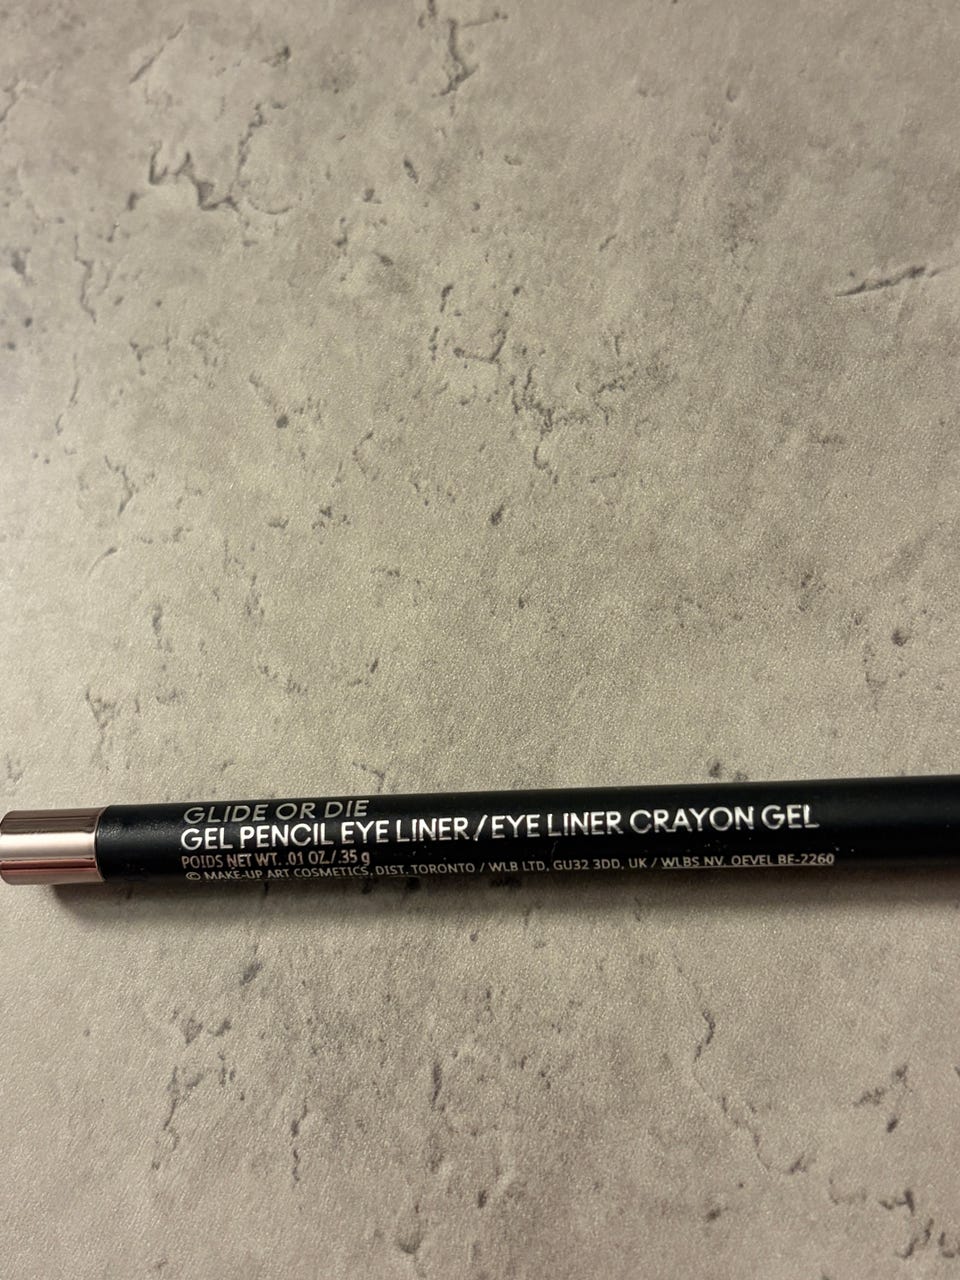 GLIDE OR DIE
GEL PENCIL EYE LINER/EYE LINER CRAYON GEL
POIDS NET WT. .01 OZ./.35 g
© MAKE-UP ART COSMETICS, DIST. TORONTO / WLB LTD, GU32 3DD, UK / WLBS NV. OEVEL BE-2260